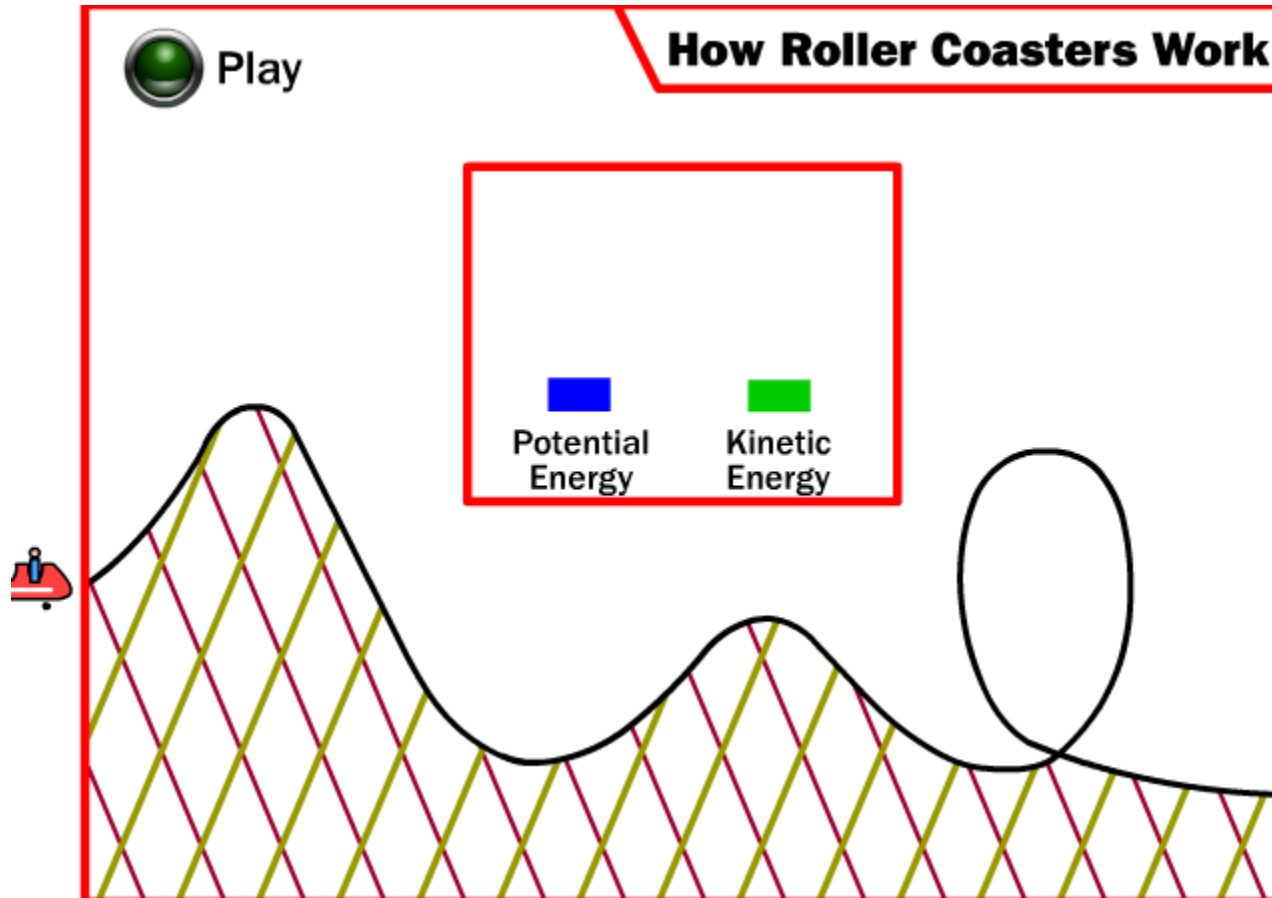 Play
How Roller Coasters Work
Potential
Energy
Kinetic
Energy